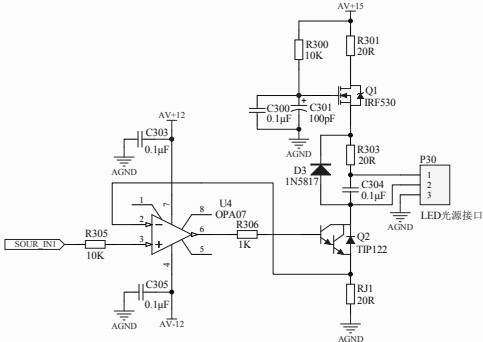 AV+15
R300
10K
R301
20R
Q1
IRF530
C300
0.1μF
C301
100pF
AGND
AV+12
C303
0.1μF
AGND
D3
1N5817
R303
20R
C304
0.1μF
P30
1
2
3
AGND
LED光源接口
1
7
U4
OPA07
8
2
6
R306
1K
SOUR_IN1
R305
10K
3
5
4
Q2
TIP122
C305
0.1μF
AGND
AV-12
RJ1
20R
AGND